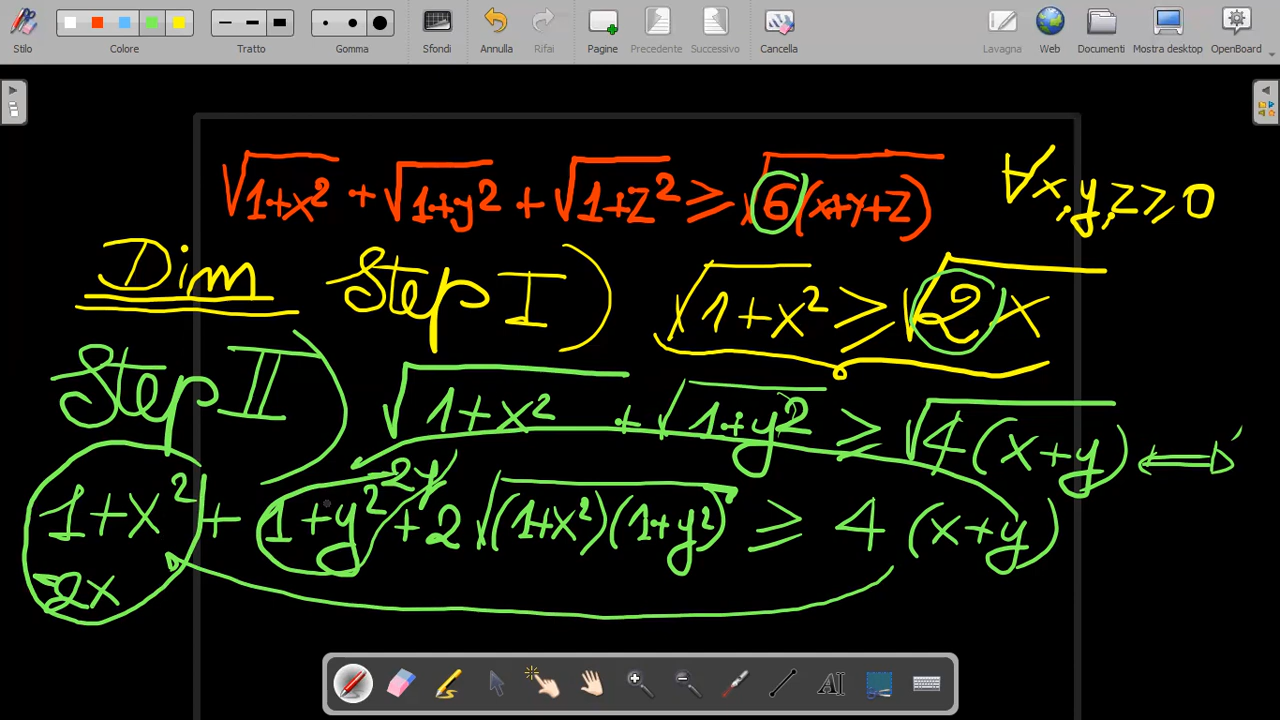 Stilo Colore Tratto Gomma Sfondi Annulla Rifai Pagine Precedente Successivo Cancella Lavagna Web Documenti Mostra desktop OpenBoard
√(1+x²) + √(1+y²) + √(1+z²) ≥ √(6(x+y+z)) ∀x,y,z≥0
Dim Step I) √(1+x²) ≥ √(2x)
Step II) √(1+x²) + √(1+y²) ≥ √(4(x+y)) ⟺
-2y
1+x² + 1+y² + 2√((1+x²)(1+y²)) ≥ 4(x+y)
-2x
AI